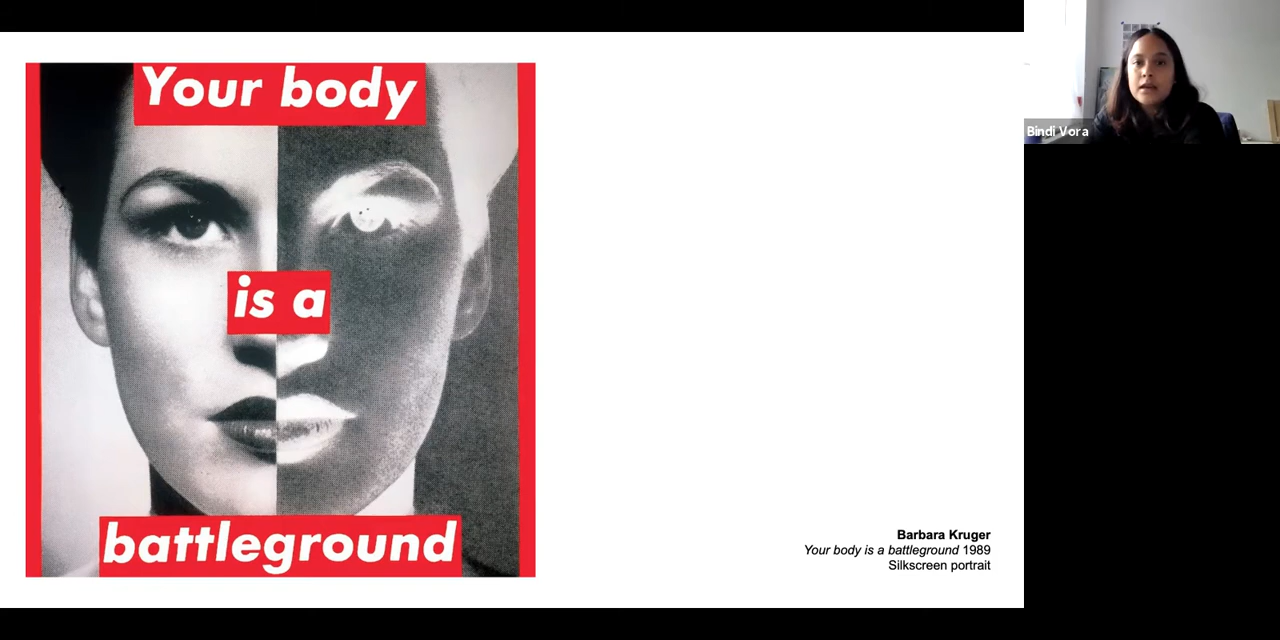 Your body
is a
battleground
Barbara Kruger
Your body is a battleground 1989
Silkscreen portrait
Bindi Vora